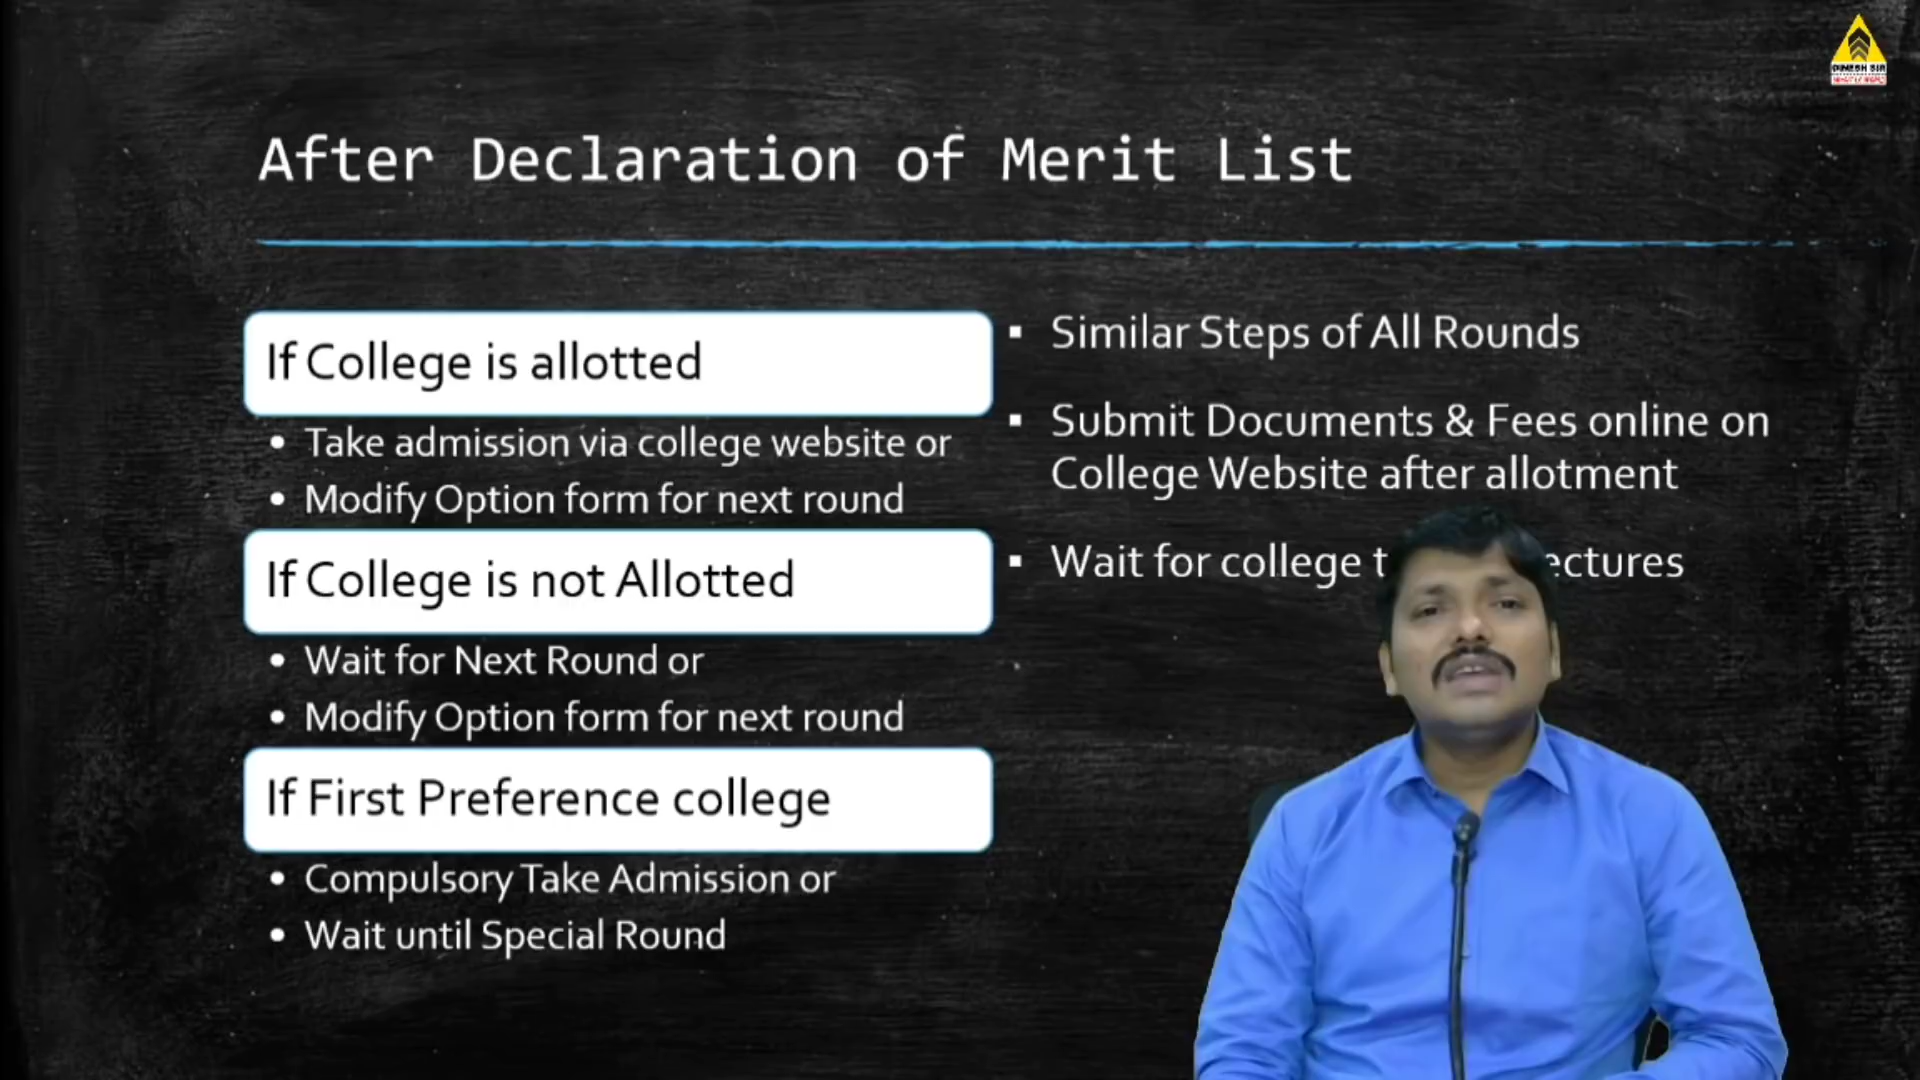 DINESH SIR
After Declaration of Merit List
If College is allotted
• Take admission via college website or
• Modify Option form for next round
If College is not Allotted
• Wait for Next Round or
• Modify Option form for next round
If First Preference college
• Compulsory Take Admission or
• Wait until Special Round
▪ Similar Steps of All Rounds
▪ Submit Documents & Fees online on
College Website after allotment
▪ Wait for college